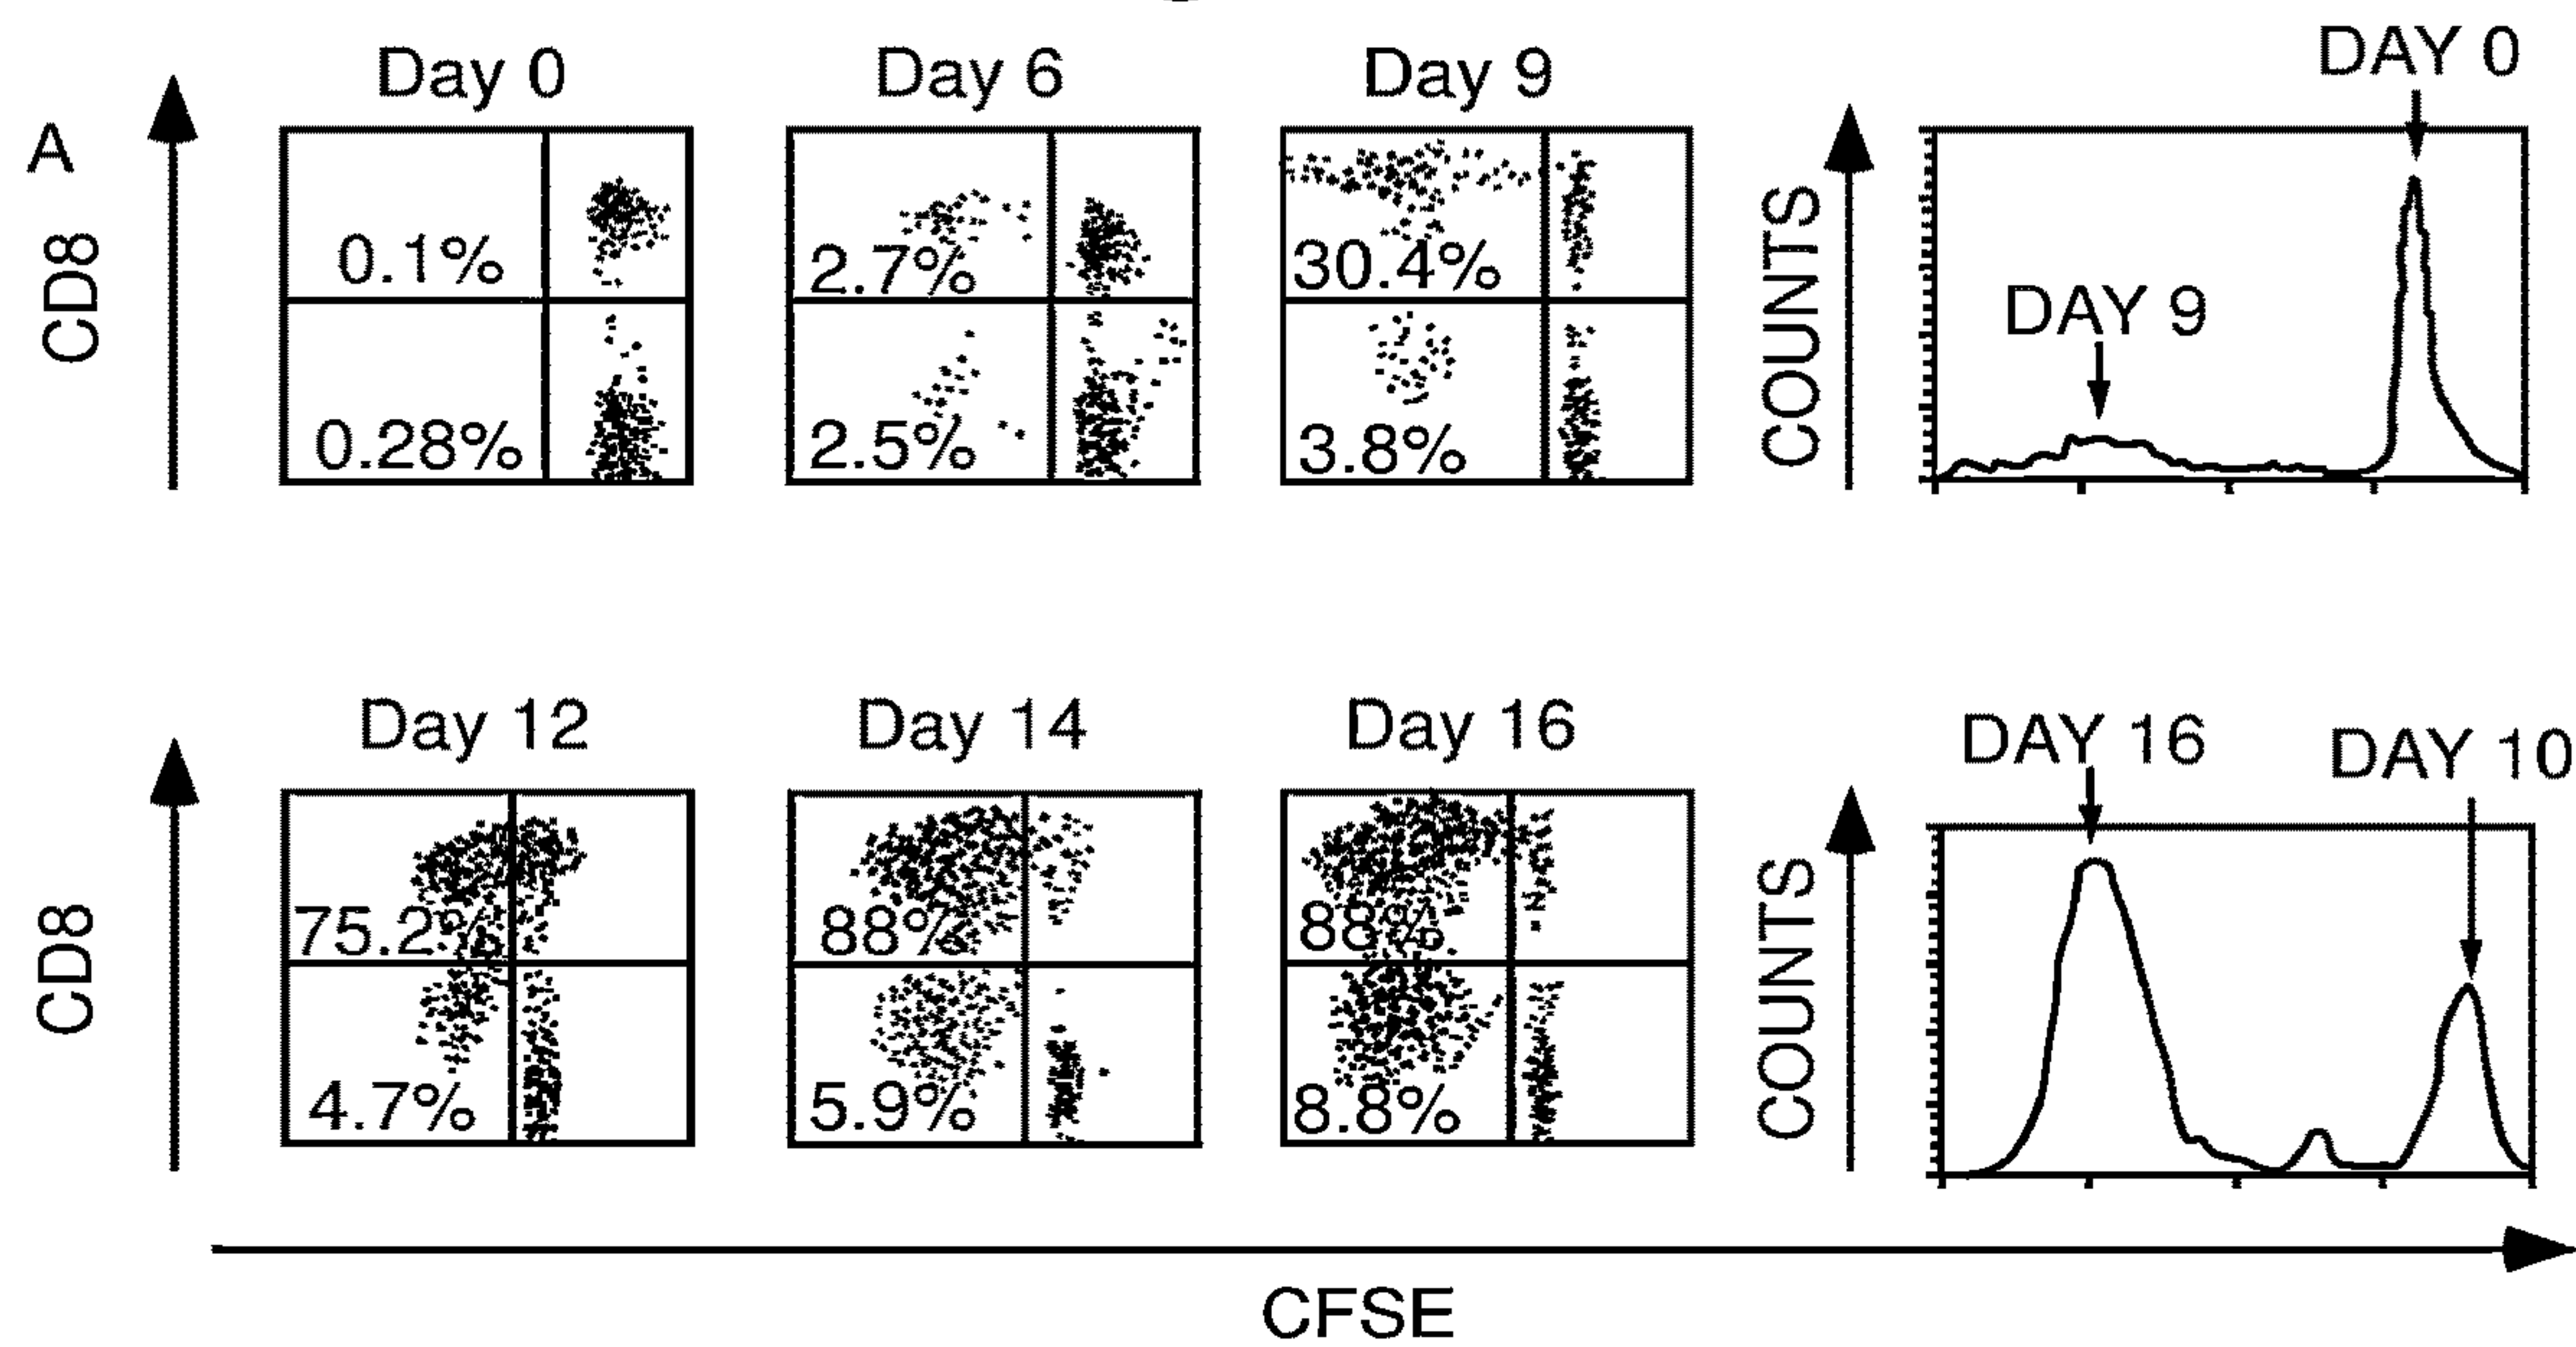 A
Day 0
Day 6
Day 9
DAY 0
CD8
0.1%
2.7%
30.4%
0.28%
2.5%
3.8%
COUNTS
DAY 9
Day 12
Day 14
Day 16
DAY 16
DAY 10
CD8
75.2%
88%
88%
4.7%
5.9%
8.8%
COUNTS
CFSE